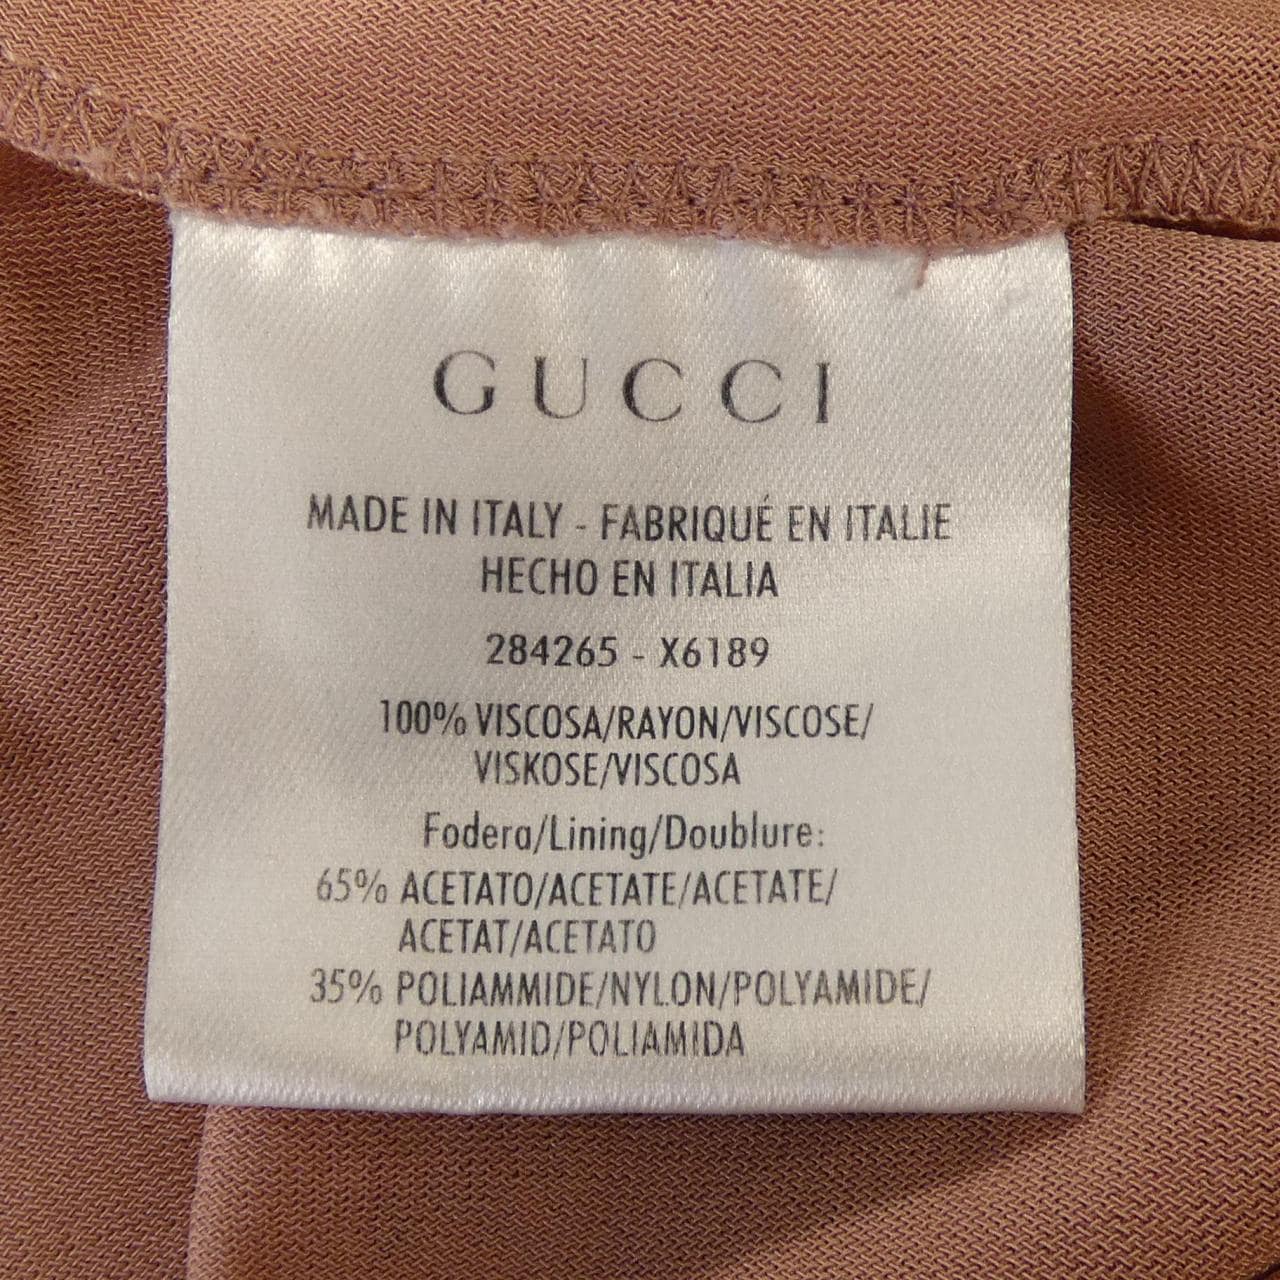 GUCCI
MADE IN ITALY - FABRIQUÉ EN ITALIE
HECHO EN ITALIA
284265 - X6189
100% VISCOSA/RAYON/VISCOSE/
VISKOSE/VISCOSA
Fodera/Lining/Doublure:
65% ACETATO/ACETATE/ACETATE/
ACETAT/ACETATO
35% POLIAMMIDE/NYLON/POLYAMIDE/
POLYAMID/POLIAMIDA